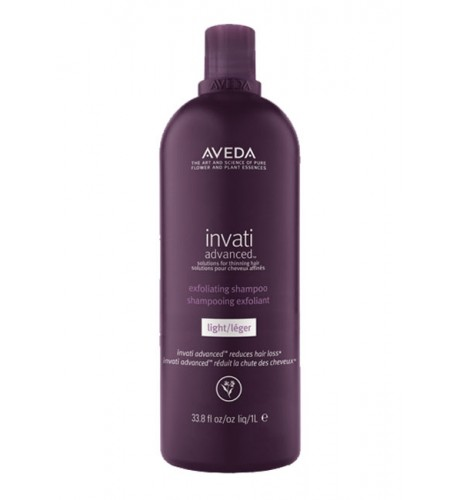 AVEDA
THE ART AND SCIENCE OF PURE
FLOWER AND PLANT ESSENCES
invati
advanced™
solutions for thinning hair
solutions pour cheveux affinés
exfoliating shampoo
shampooing exfoliant
light/léger
invati advanced™ reduces hair loss*
invati advanced™ réduit la chute des cheveux*
33.8 fl oz/oz liq/1L ℮